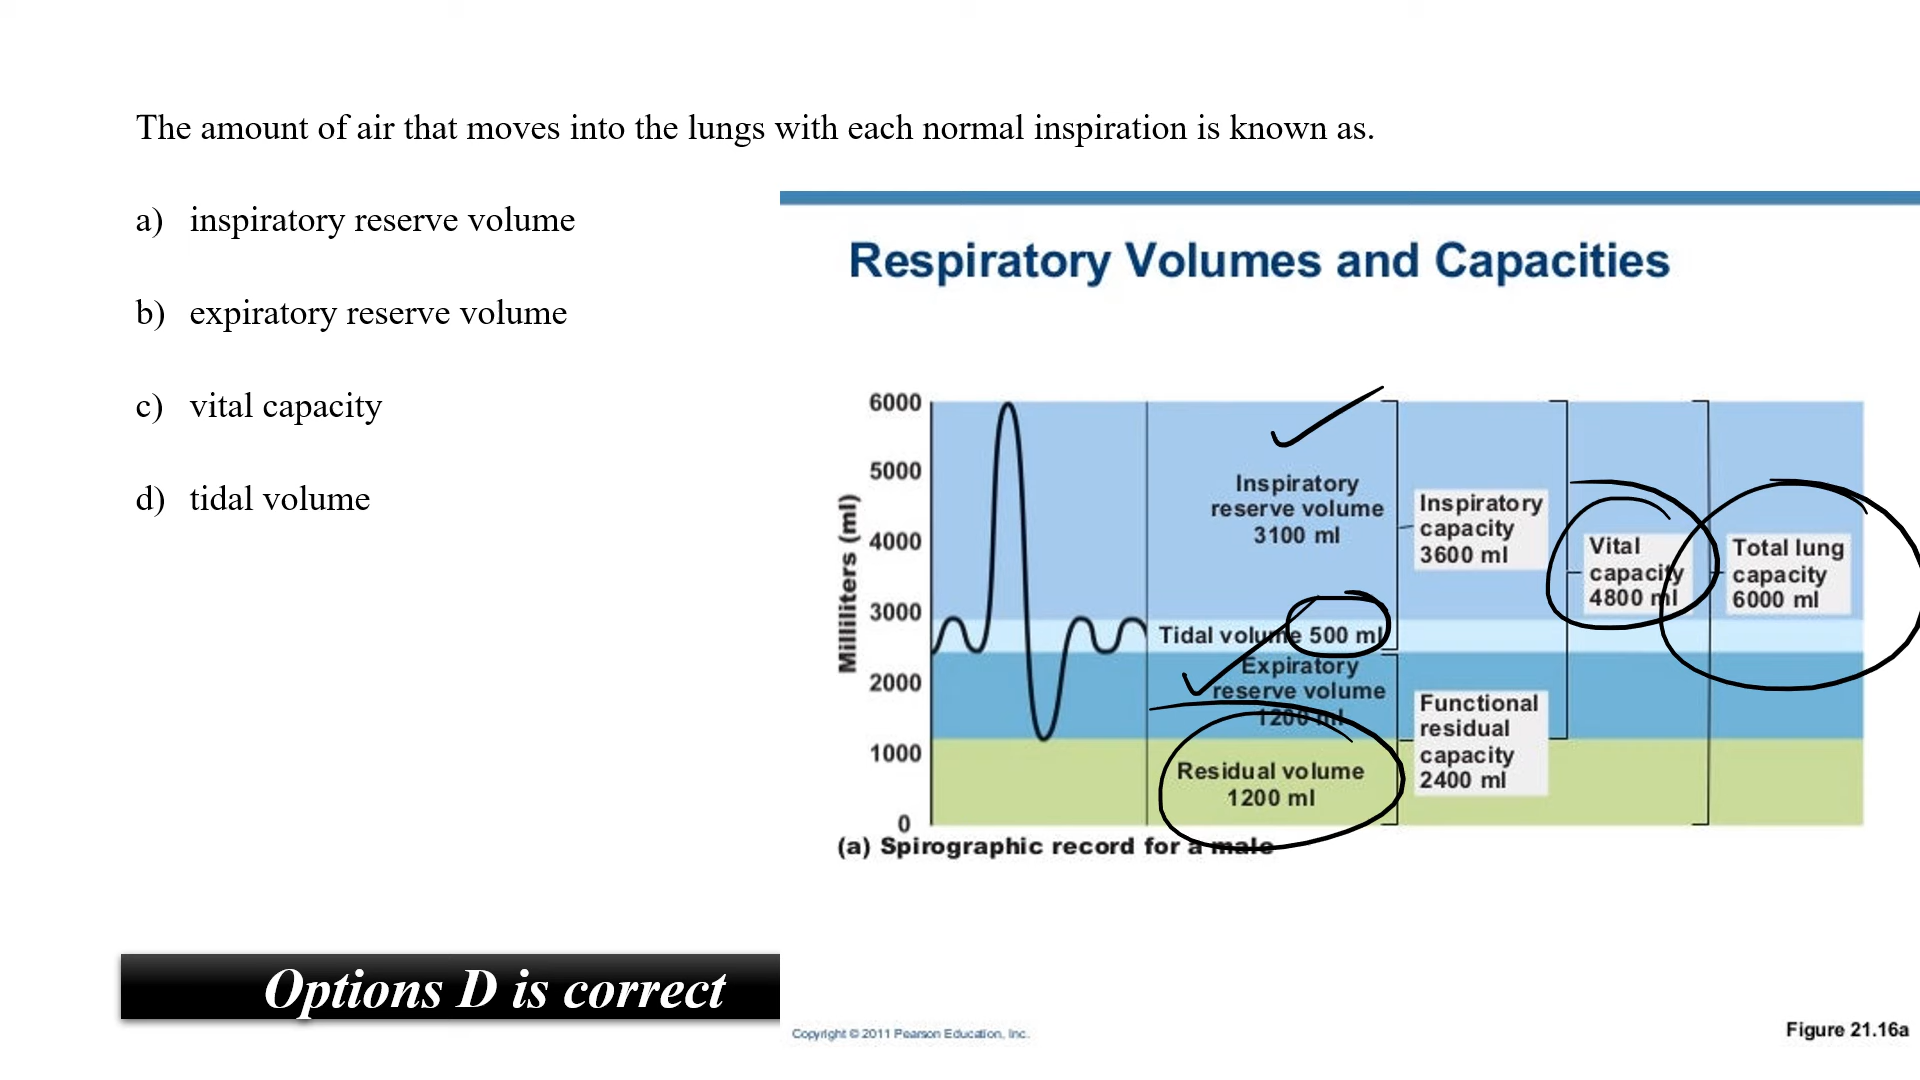 The amount of air that moves into the lungs with each normal inspiration is known as.
a) inspiratory reserve volume
b) expiratory reserve volume
c) vital capacity
d) tidal volume
Options D is correct
Respiratory Volumes and Capacities
Milliliters (ml)
6000
5000
4000
3000
2000
1000
0
Inspiratory
reserve volume
3100 ml
Tidal volume 500 ml
Expiratory
reserve volume
1200 ml
Residual volume
1200 ml
Inspiratory
capacity
3600 ml
Functional
residual
capacity
2400 ml
Vital
capacity
4800 ml
Total lung
capacity
6000 ml
(a) Spirographic record for a male
Copyright © 2011 Pearson Education, Inc.
Figure 21.16a